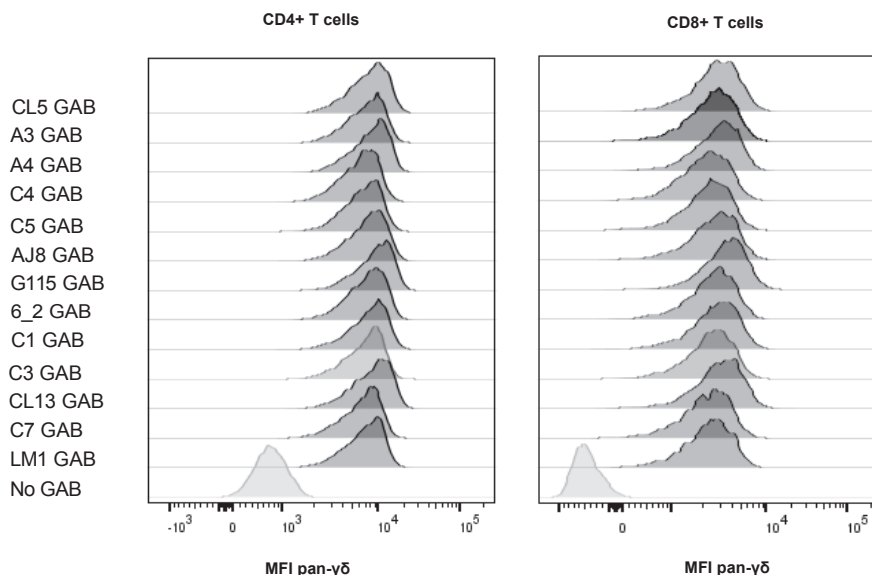 CD4+ T cells
CD8+ T cells
CL5 GAB
A3 GAB
A4 GAB
C4 GAB
C5 GAB
AJ8 GAB
G115 GAB
6_2 GAB
C1 GAB
C3 GAB
CL13 GAB
C7 GAB
LM1 GAB
No GAB
-10³ 0 10³ 10⁴ 10⁵
0 10⁴ 10⁵
MFI pan-γδ
MFI pan-γδ